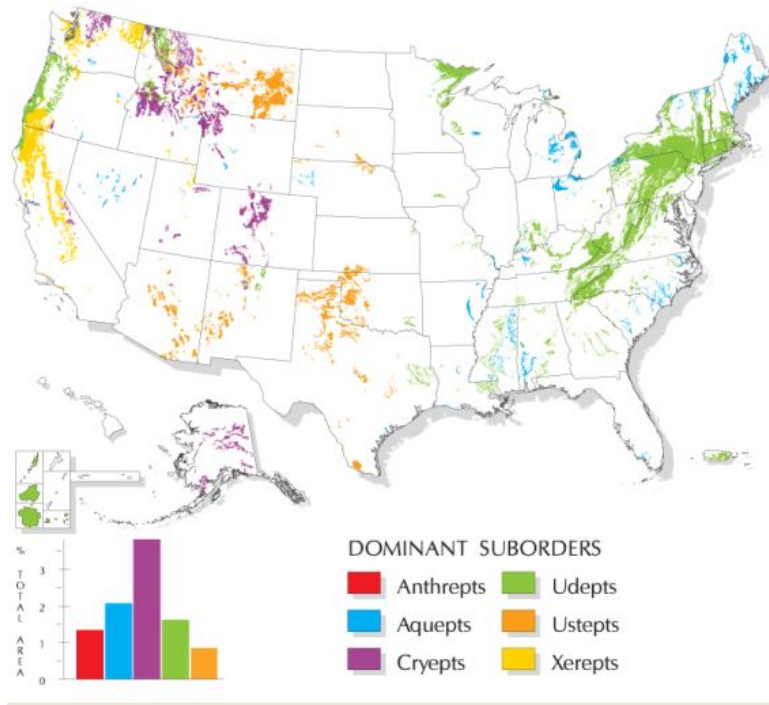 %
TOTAL
AREA
3
2
1
0
DOMINANT SUBORDERS
Anthrepts
Udepts
Aquepts
Ustepts
Cryepts
Xerepts